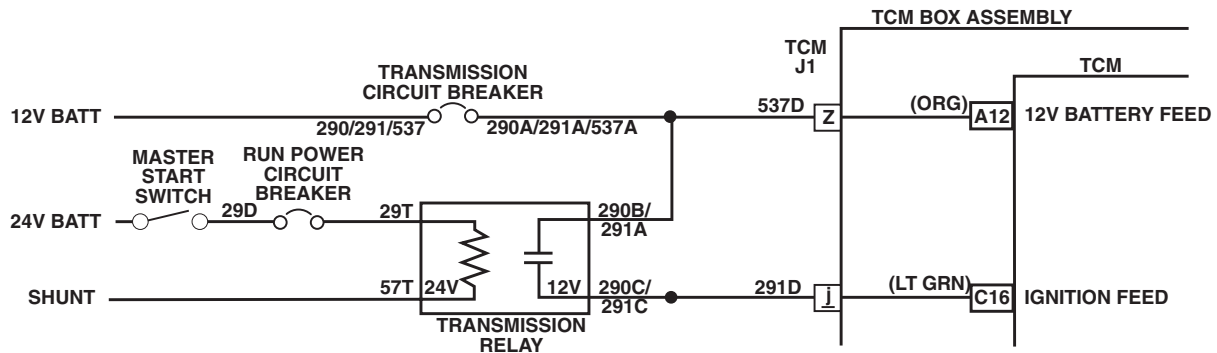 TCM BOX ASSEMBLY
TCM
J1
TCM
TRANSMISSION
CIRCUIT BREAKER
12V BATT
290/291/537
290A/291A/537A
537D
Z
(ORG)
A12
12V BATTERY FEED
MASTER
START
SWITCH
RUN POWER
CIRCUIT
BREAKER
24V BATT
29D
29T
290B/
291A
SHUNT
57T
24V
12V
290C/
291C
291D
j
(LT GRN)
C16
IGNITION FEED
TRANSMISSION
RELAY